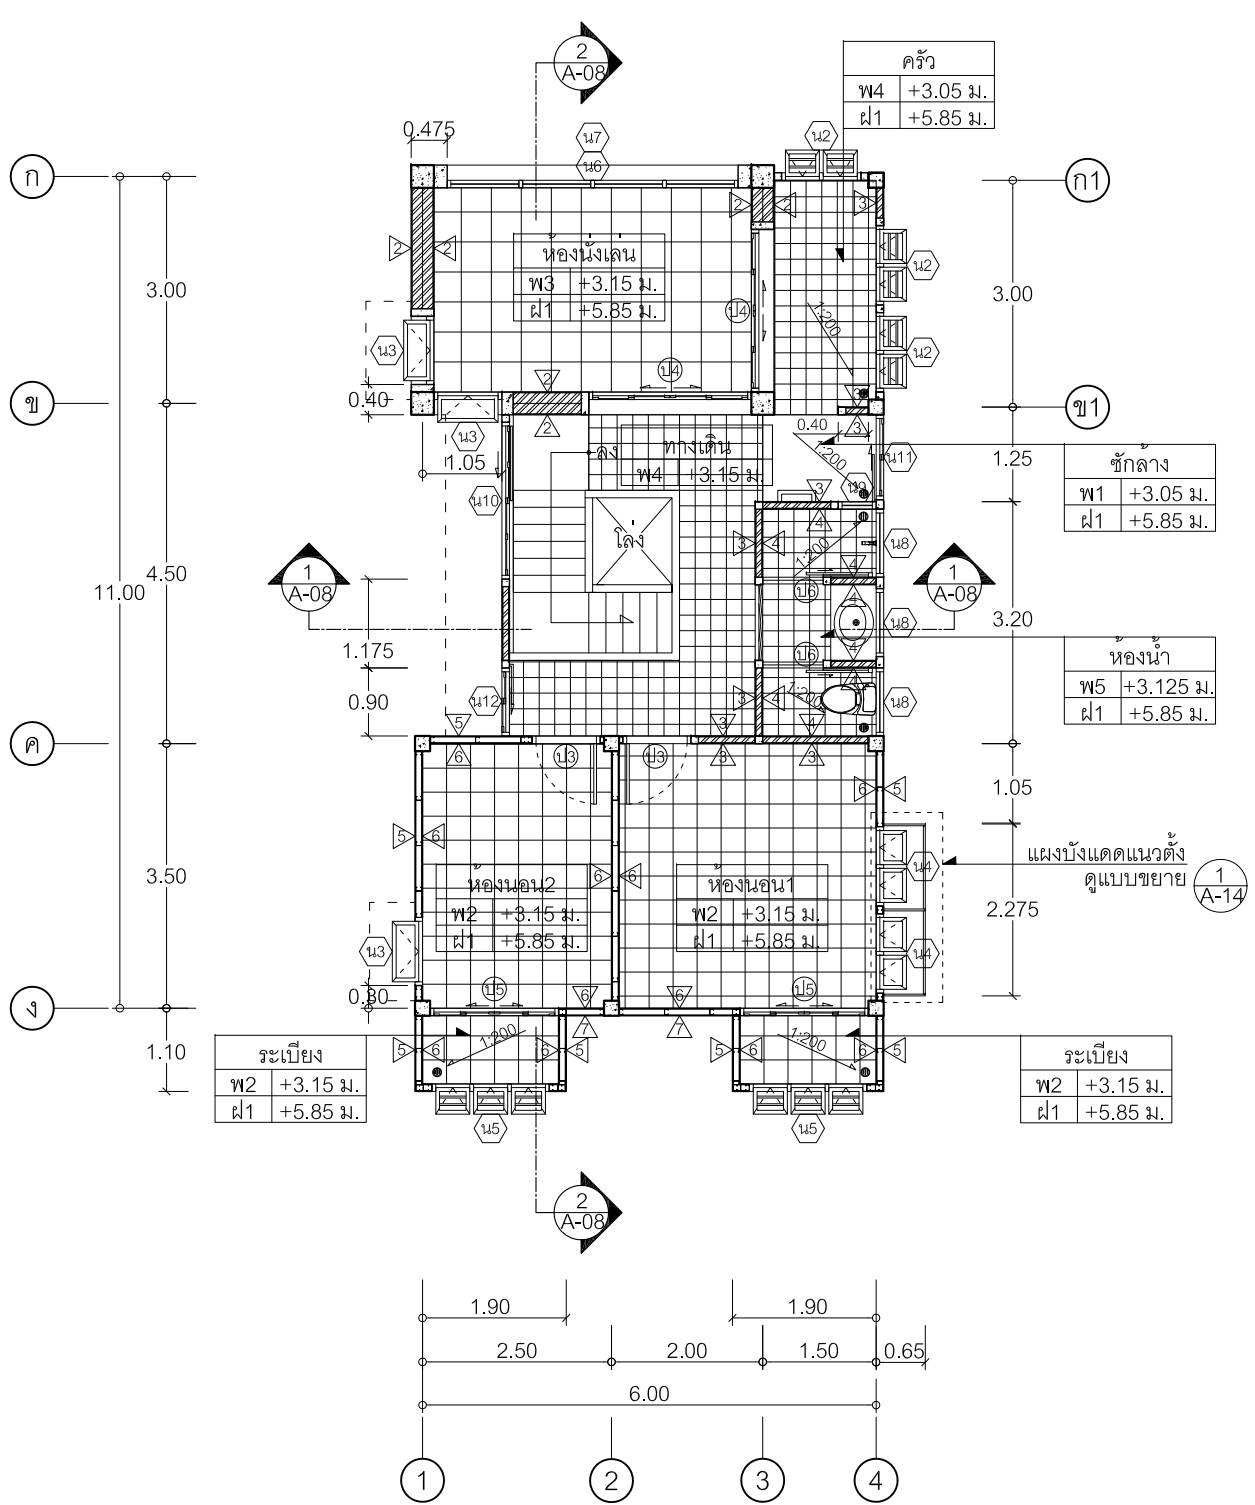 2
A-08
ครัว
พ4 +3.05 ม.
ฝ1 +5.85 ม.
0.475
น7
น6
น2
ก
ก1
2
2
2
2
3
ห้องนั่งเล่น
พ3 +3.15 ม.
ฝ1 +5.85 ม.
น2
3.00
3.00
ป4
1:200
น3
น2
ป4
2
3
0.40
ข
ข1
น3
2
ลง
ทางเดิน
พ4 +3.15 ม.
0.40
3
1:200
น11
1.25
ซักล้าง
พ1 +3.05 ม.
ฝ1 +5.85 ม.
1.05
น10
3
น9
4
โล่ง
3
4
1:200
น8
4
1
A-08
1
A-08
4.50
11.00
ป6
4
น8
3.20
1.175
ป6
4
ห้องน้ำ
พ5 +3.125 ม.
ฝ1 +5.85 ม.
4
0.90
น12
3
4
1:200
น8
5
3
4
ค
6
ป3
ป3
3
3
6
5
1.05
5
6
แผงบังแดดแนวตั้ง
ดูแบบขยาย
1
A-14
น4
3.50
6
6
ห้องนอน2
พ2 +3.15 ม.
ฝ1 +5.85 ม.
ห้องนอน1
พ2 +3.15 ม.
ฝ1 +5.85 ม.
2.275
น3
น4
0.80
ป5
6
6
ป5
ง
7
7
1.10
ระเบียง
พ2 +3.15 ม.
ฝ1 +5.85 ม.
5
6
1:200
6
5
5
6
1:200
6
5
ระเบียง
พ2 +3.15 ม.
ฝ1 +5.85 ม.
น5
น5
2
A-08
1.90
1.90
2.50
2.00
1.50
0.65
6.00
1
2
3
4